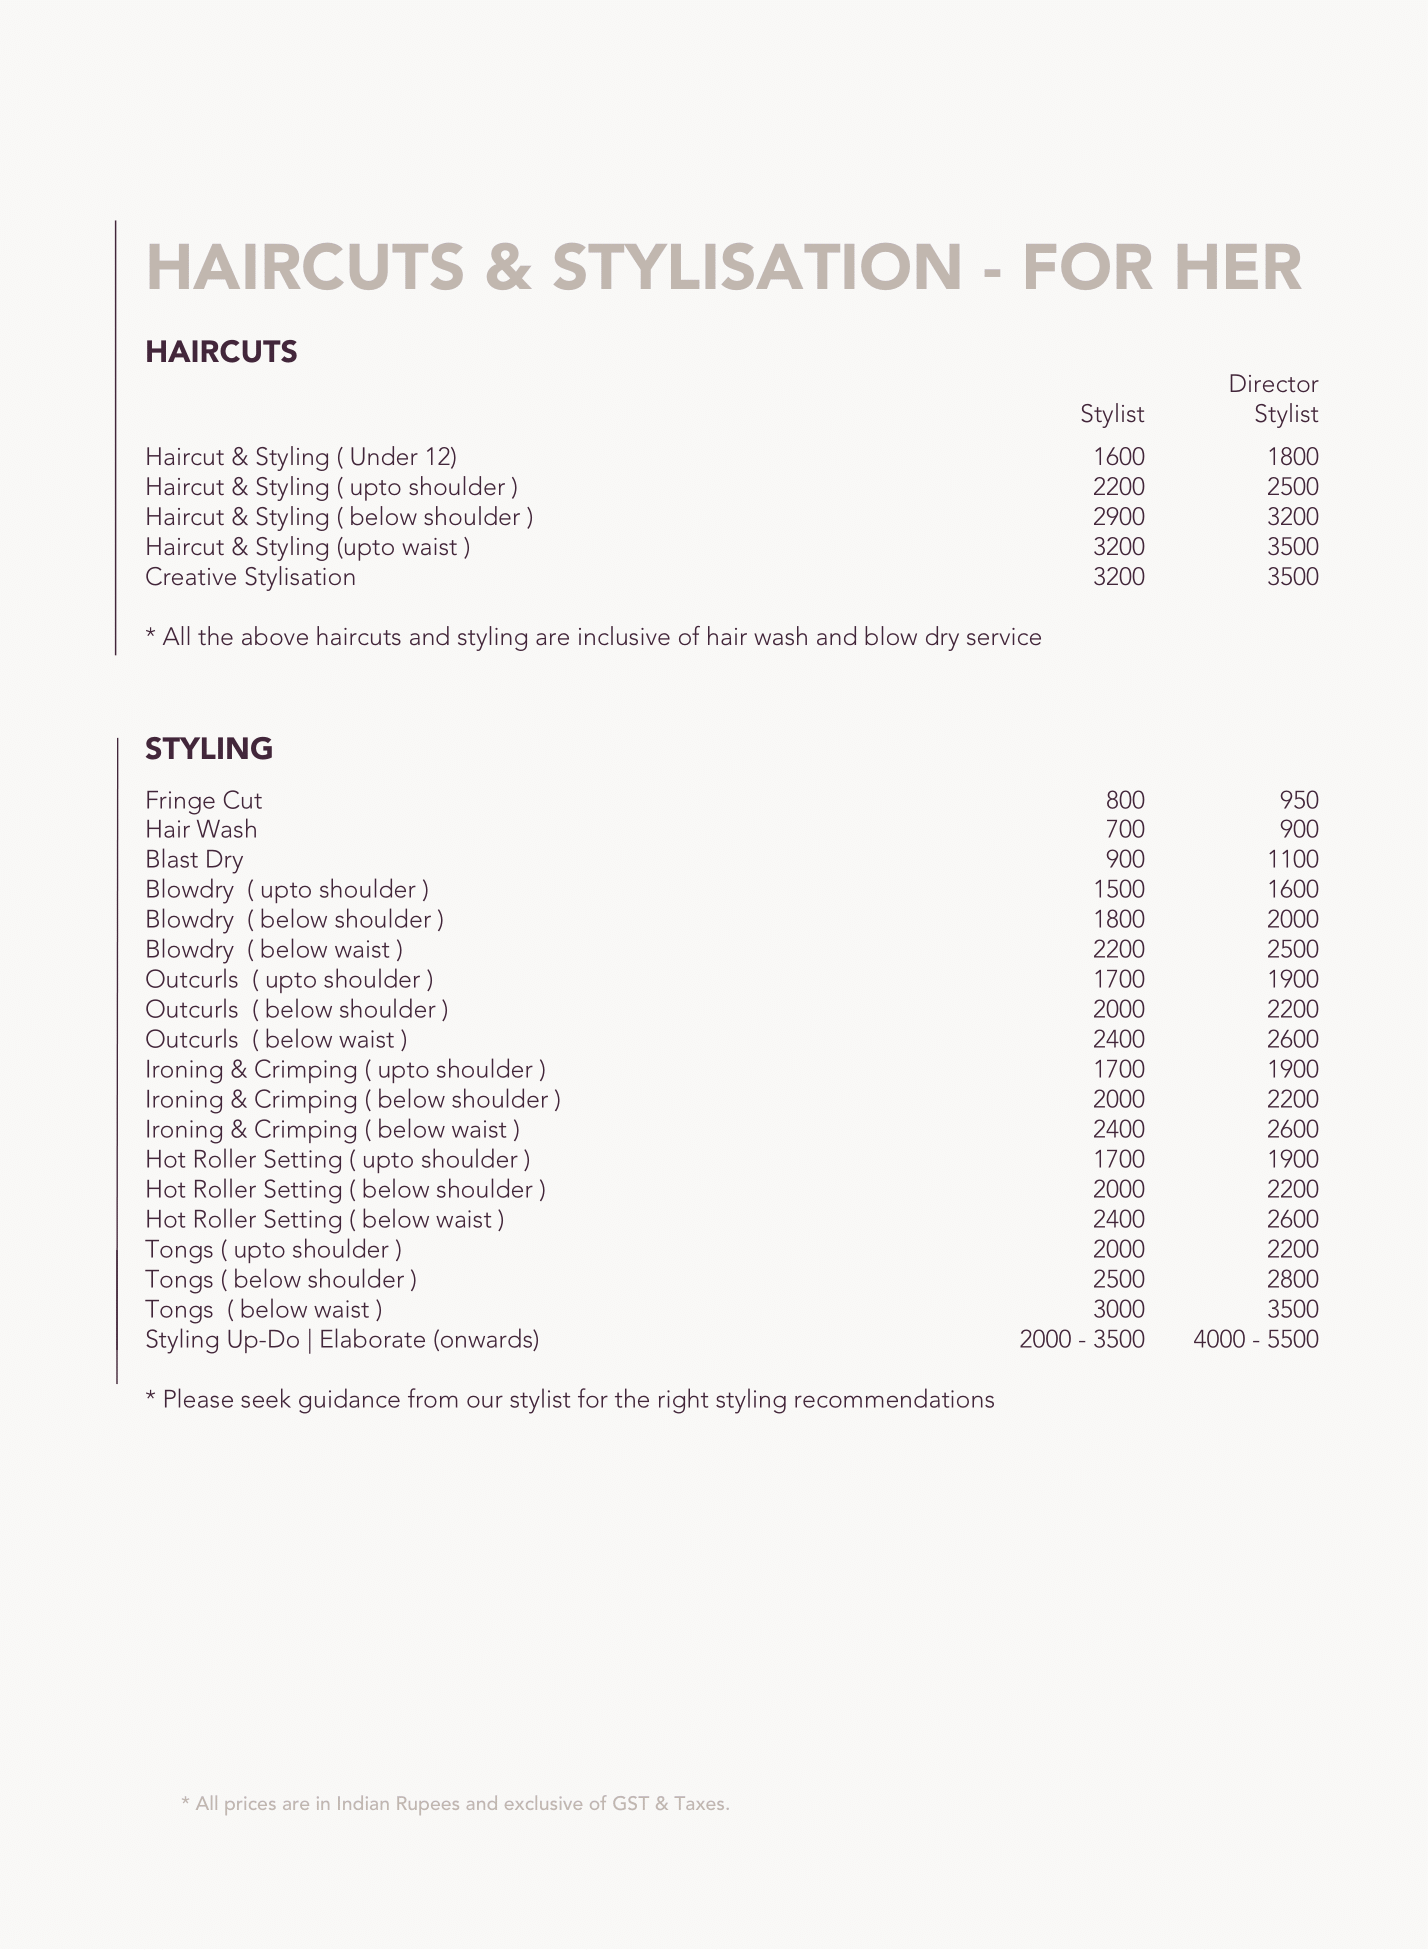 HAIRCUTS & STYLISATION - FOR HER
HAIRCUTS
Director
Stylist Stylist
Haircut & Styling ( Under 12) 1600 1800
Haircut & Styling ( upto shoulder ) 2200 2500
Haircut & Styling ( below shoulder ) 2900 3200
Haircut & Styling (upto waist ) 3200 3500
Creative Stylisation 3200 3500
* All the above haircuts and styling are inclusive of hair wash and blow dry service
STYLING
Fringe Cut 800 950
Hair Wash 700 900
Blast Dry 900 1100
Blowdry ( upto shoulder ) 1500 1600
Blowdry ( below shoulder ) 1800 2000
Blowdry ( below waist ) 2200 2500
Outcurls ( upto shoulder ) 1700 1900
Outcurls ( below shoulder ) 2000 2200
Outcurls ( below waist ) 2400 2600
Ironing & Crimping ( upto shoulder ) 1700 1900
Ironing & Crimping ( below shoulder ) 2000 2200
Ironing & Crimping ( below waist ) 2400 2600
Hot Roller Setting ( upto shoulder ) 1700 1900
Hot Roller Setting ( below shoulder ) 2000 2200
Hot Roller Setting ( below waist ) 2400 2600
Tongs ( upto shoulder ) 2000 2200
Tongs ( below shoulder ) 2500 2800
Tongs ( below waist ) 3000 3500
Styling Up-Do | Elaborate (onwards) 2000 - 3500 4000 - 5500
* Please seek guidance from our stylist for the right styling recommendations
* All prices are in Indian Rupees and exclusive of GST & Taxes.